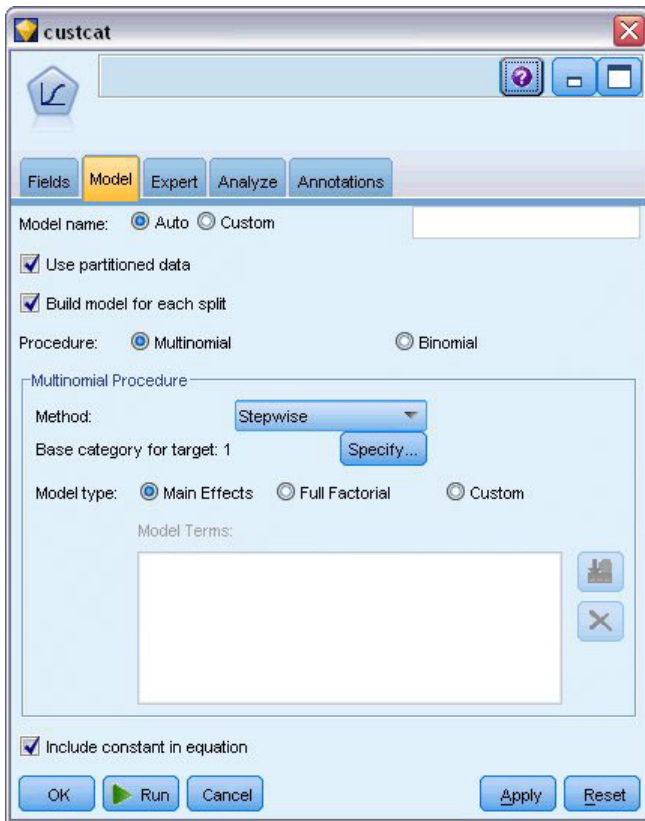 custcat
Fields Model Expert Analyze Annotations
Model name: Auto Custom
Use partitioned data
Build model for each split
Procedure: Multinomial Binomial
Multinomial Procedure
Method: Stepwise
Base category for target: 1 Specify...
Model type: Main Effects Full Factorial Custom
Model Terms:
Include constant in equation
OK Run Cancel Apply Reset